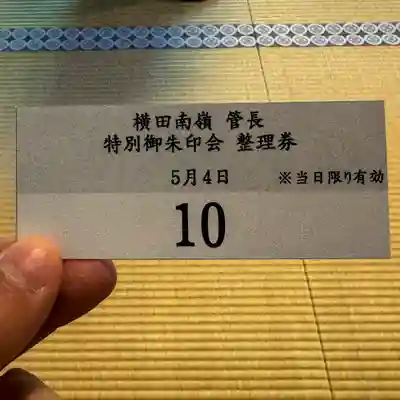 横田南嶺 管長
特別御朱印会 整理券
5月4日 ※当日限り有効
10